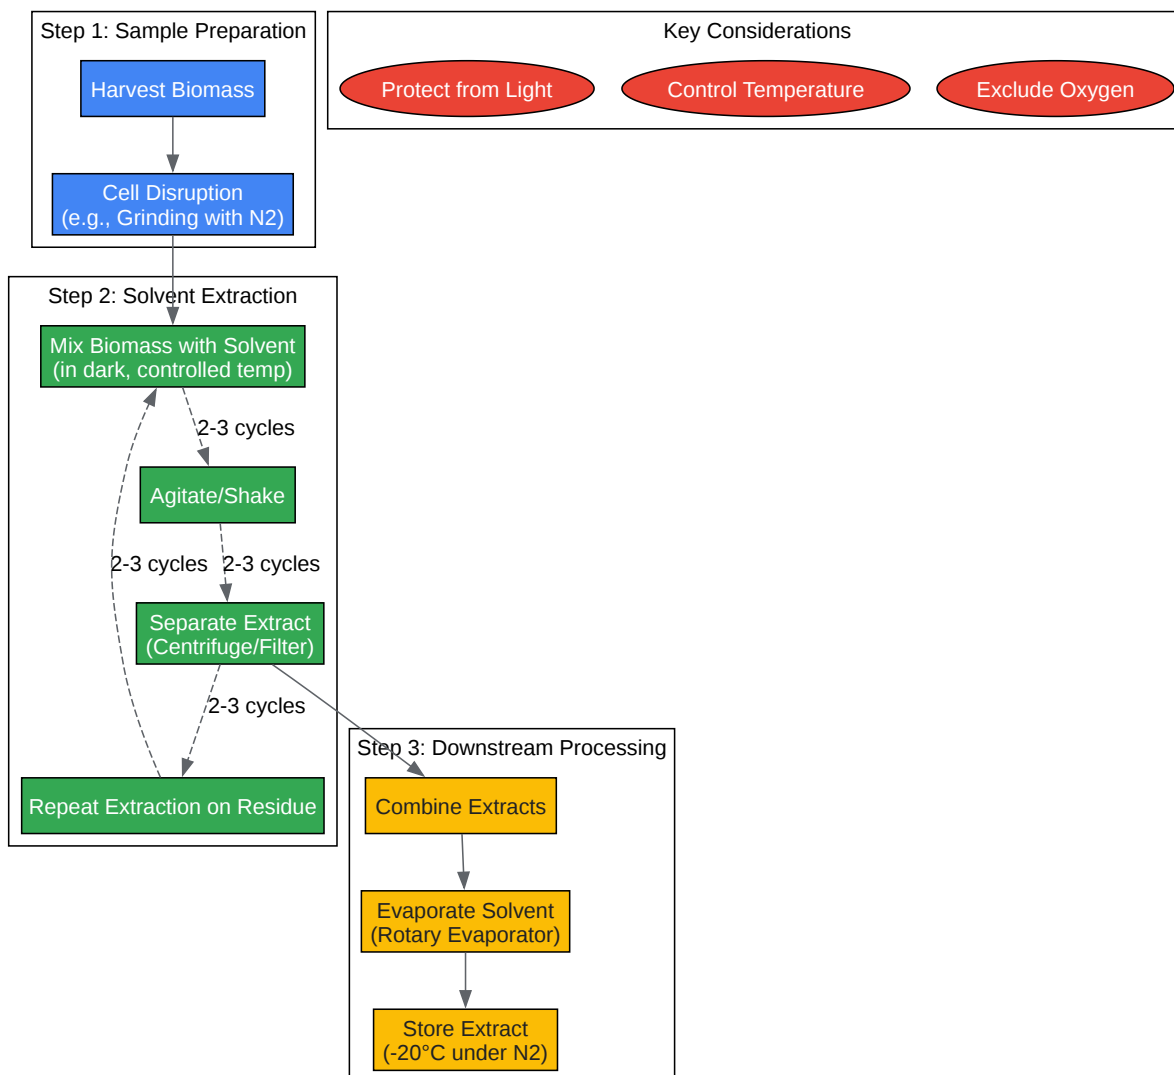 Step 1: Sample Preparation
Harvest Biomass
Cell Disruption
(e.g., Grinding with N2)
Key Considerations
Protect from Light
Control Temperature
Exclude Oxygen
Step 2: Solvent Extraction
Mix Biomass with Solvent
(in dark, controlled temp)
2-3 cycles
Agitate/Shake
2-3 cycles
2-3 cycles
Separate Extract
(Centrifuge/Filter)
2-3 cycles
Repeat Extraction on Residue
Step 3: Downstream Processing
Combine Extracts
Evaporate Solvent
(Rotary Evaporator)
Store Extract
(-20°C under N2)